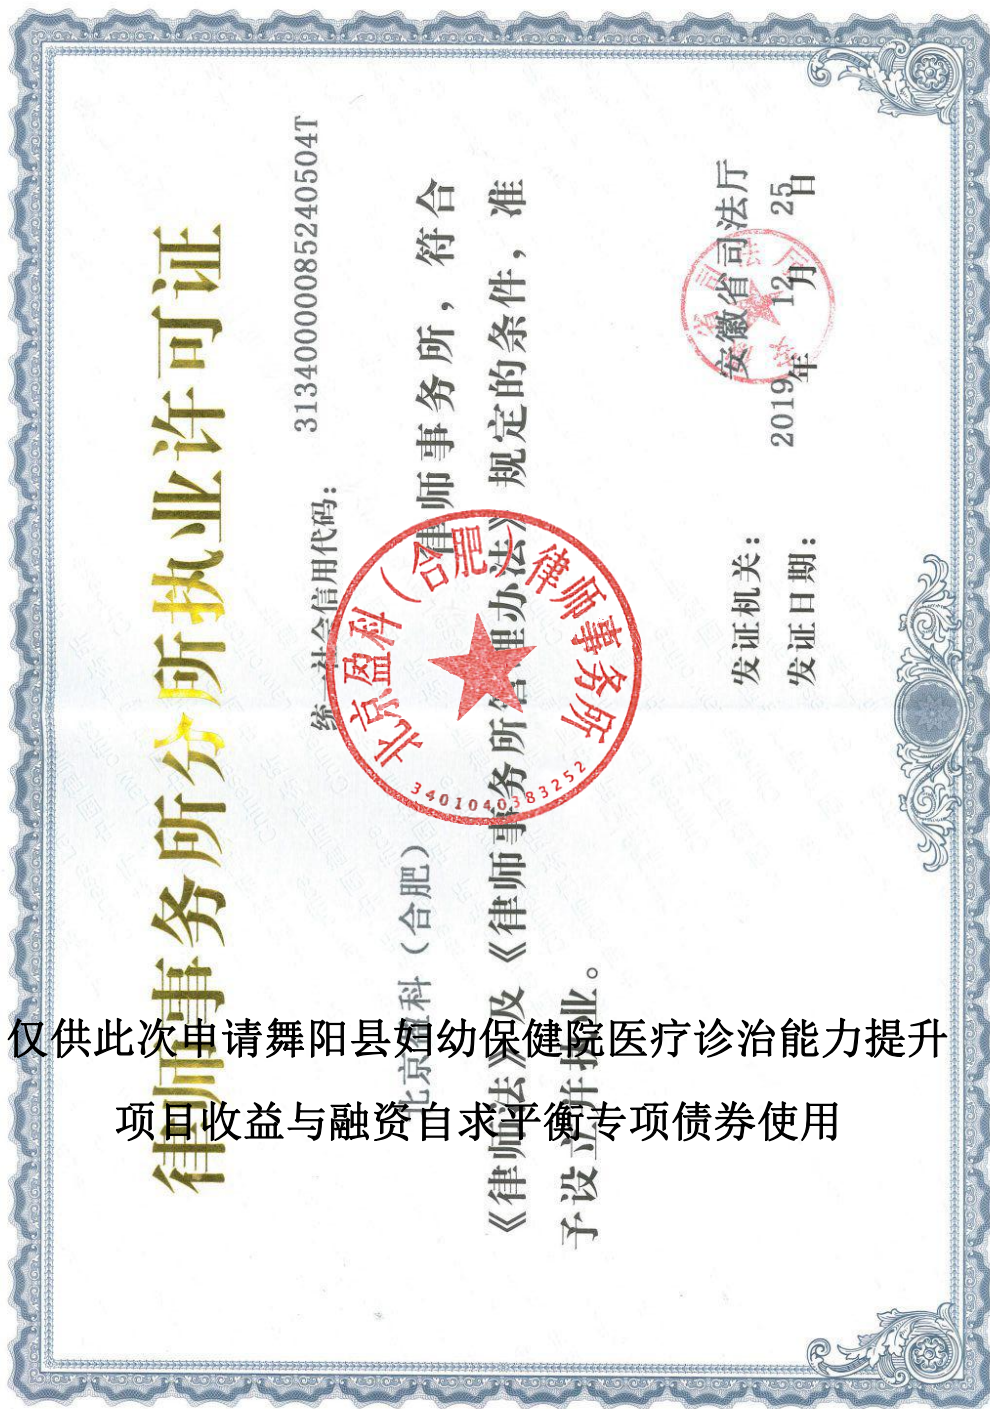 律师事务所分所执业许可证
统一社会信用代码：
31340000085240504T
北京盈科（合肥）
律师事务所，符合
《律师法》及《律师事务所管理办法》规定的条件，准
予设立并执业。
发证机关：
安徽省司法厅
发证日期：
2019年 12月 25日
北京盈科（合肥）律师事务所
3401040383252
安徽省司法厅
仅供此次申请舞阳县妇幼保健院医疗诊治能力提升
项目收益与融资自求平衡专项债券使用